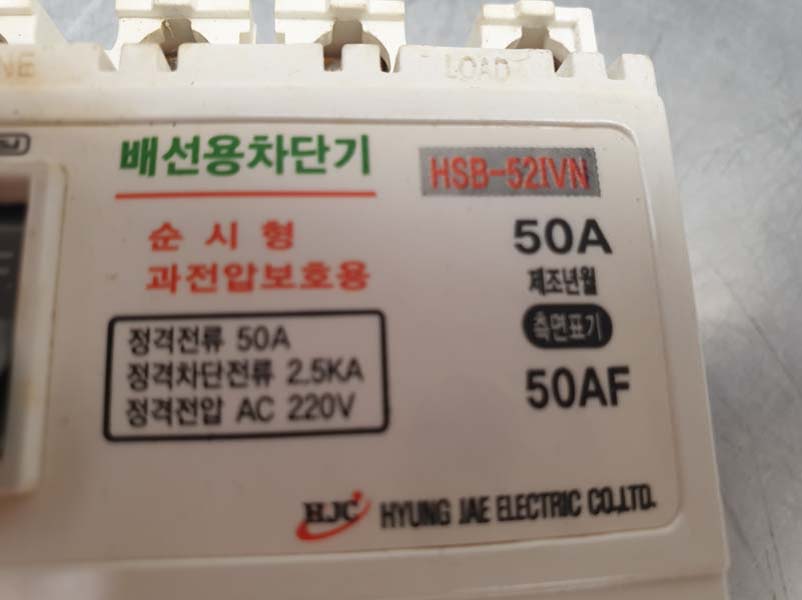 NE
LOAD
배선용차단기
HSB-52IVN
순시형
과전압보호용
50A
제조년월
측면표기
50AF
정격전류 50A
정격차단전류 2.5KA
정격전압 AC 220V
HJC HYUNG JAE ELECTRIC CO.,LTD.